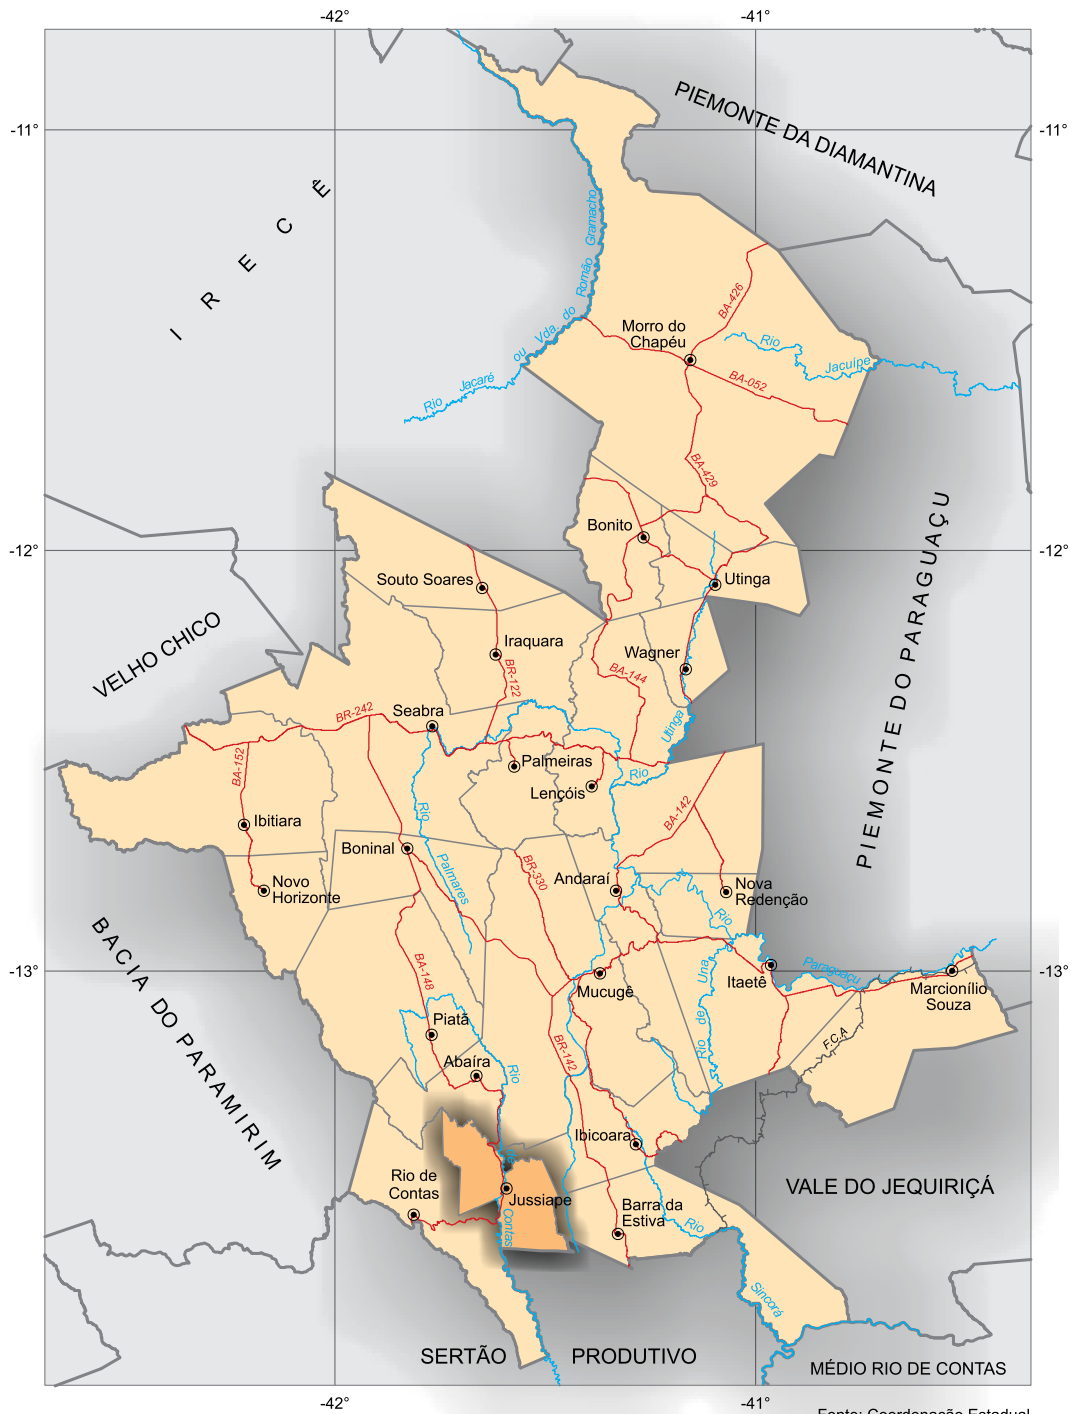 -42°
-41°
-11°
-11°
PIEMONTE DA DIAMANTINA
IRECÊ
Rio Jacaré ou Vda. do Romão Gramacho
BA-426
Morro do
Chapéu
Rio Jacuípe
BA-052
BA-429
Bonito
-12°
-12°
Souto Soares
Utinga
Iraquara
Wagner
VELHO CHICO
BR-122
BA-144
PIEMONTE DO PARAGUAÇU
BR-242
Seabra
Rio Utinga
BA-152
Palmeiras
Lençóis
Ibitiara
Rio Palmares
BA-142
Boninal
BR-330
Andaraí
Nova
Redenção
Novo
Horizonte
Rio Paraguaçu
BACIA DO PARAMIRIM
-13°
-13°
BA-148
Mucugê
Itaetê
Marcionílio
Souza
Rio de Una
F.C.A
Piatã
BR-142
Abaíra
Rio de Contas
Ibicoara
Rio de
Contas
Jussiape
VALE DO JEQUIRIÇÁ
Barra da
Estiva
Rio Sincorá
SERTÃO PRODUTIVO
MÉDIO RIO DE CONTAS
-42°
-41°
Fonte: Coordenação Estadual